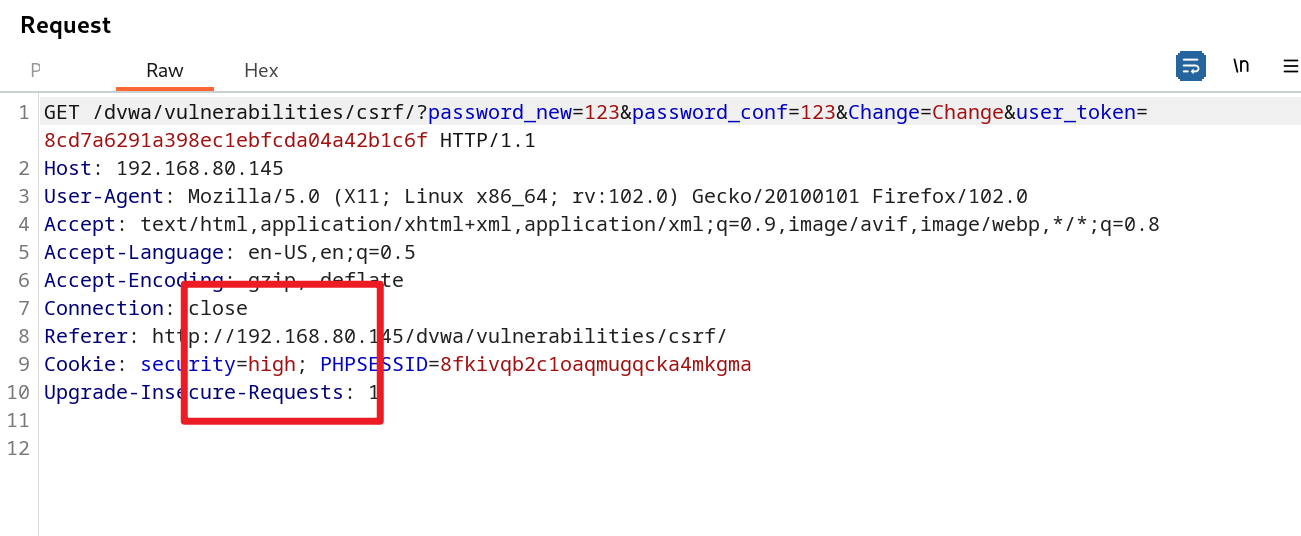 Request
P Raw Hex \n
1 GET /dvwa/vulnerabilities/csrf/?password_new=123&password_conf=123&Change=Change&user_token=
8cd7a6291a398ec1ebfcda04a42b1c6f HTTP/1.1
2 Host: 192.168.80.145
3 User-Agent: Mozilla/5.0 (X11; Linux x86_64; rv:102.0) Gecko/20100101 Firefox/102.0
4 Accept: text/html,application/xhtml+xml,application/xml;q=0.9,image/avif,image/webp,*/*;q=0.8
5 Accept-Language: en-US,en;q=0.5
6 Accept-Encoding: gzip, deflate
7 Connection: close
8 Referer: http://192.168.80.145/dvwa/vulnerabilities/csrf/
9 Cookie: security=high; PHPSESSID=8fkivqb2c1oaqmugqcka4mkgma
10 Upgrade-Insecure-Requests: 1
11
12